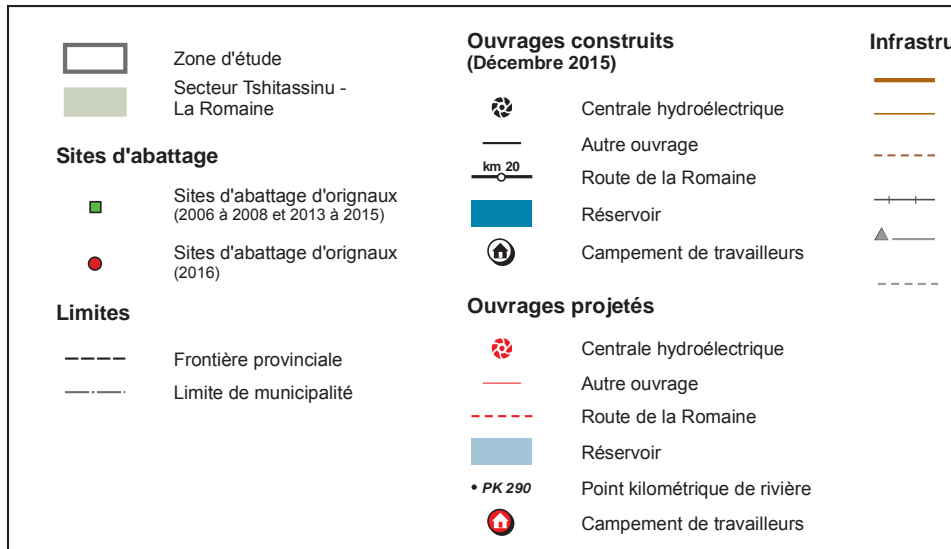 Zone d'étude
Secteur Tshitassinu -
La Romaine
Sites d'abattage
Sites d'abattage d'orignaux
(2006 à 2008 et 2013 à 2015)
Sites d'abattage d'orignaux
(2016)
Limites
Frontière provinciale
Limite de municipalité
Ouvrages construits
(Décembre 2015)
Centrale hydroélectrique
Autre ouvrage
km 20
Route de la Romaine
Réservoir
Campement de travailleurs
Ouvrages projetés
Centrale hydroélectrique
Autre ouvrage
Route de la Romaine
Réservoir
• PK 290 Point kilométrique de rivière
Campement de travailleurs